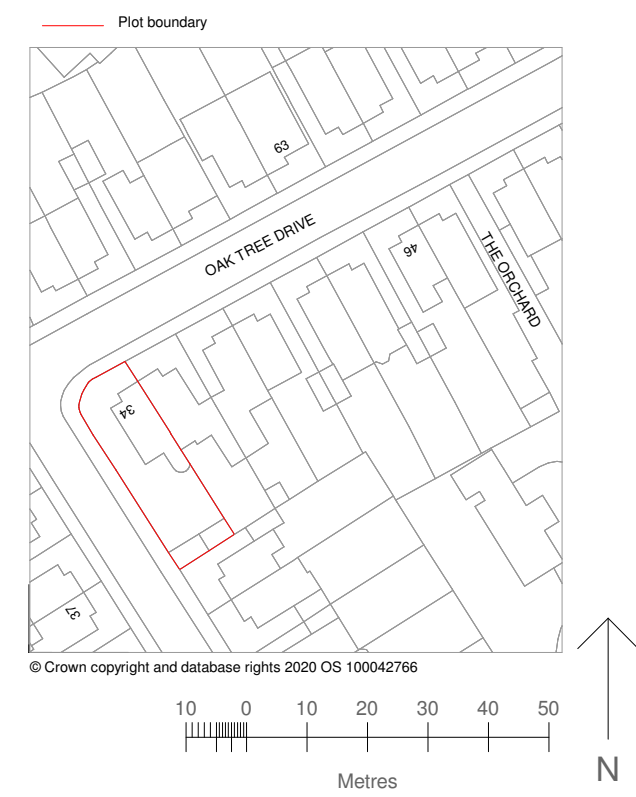 Plot boundary
63
OAK TREE DRIVE
46
THE ORCHARD
34
37
© Crown copyright and database rights 2020 OS 100042766
10 0 10 20 30 40 50
Metres
N